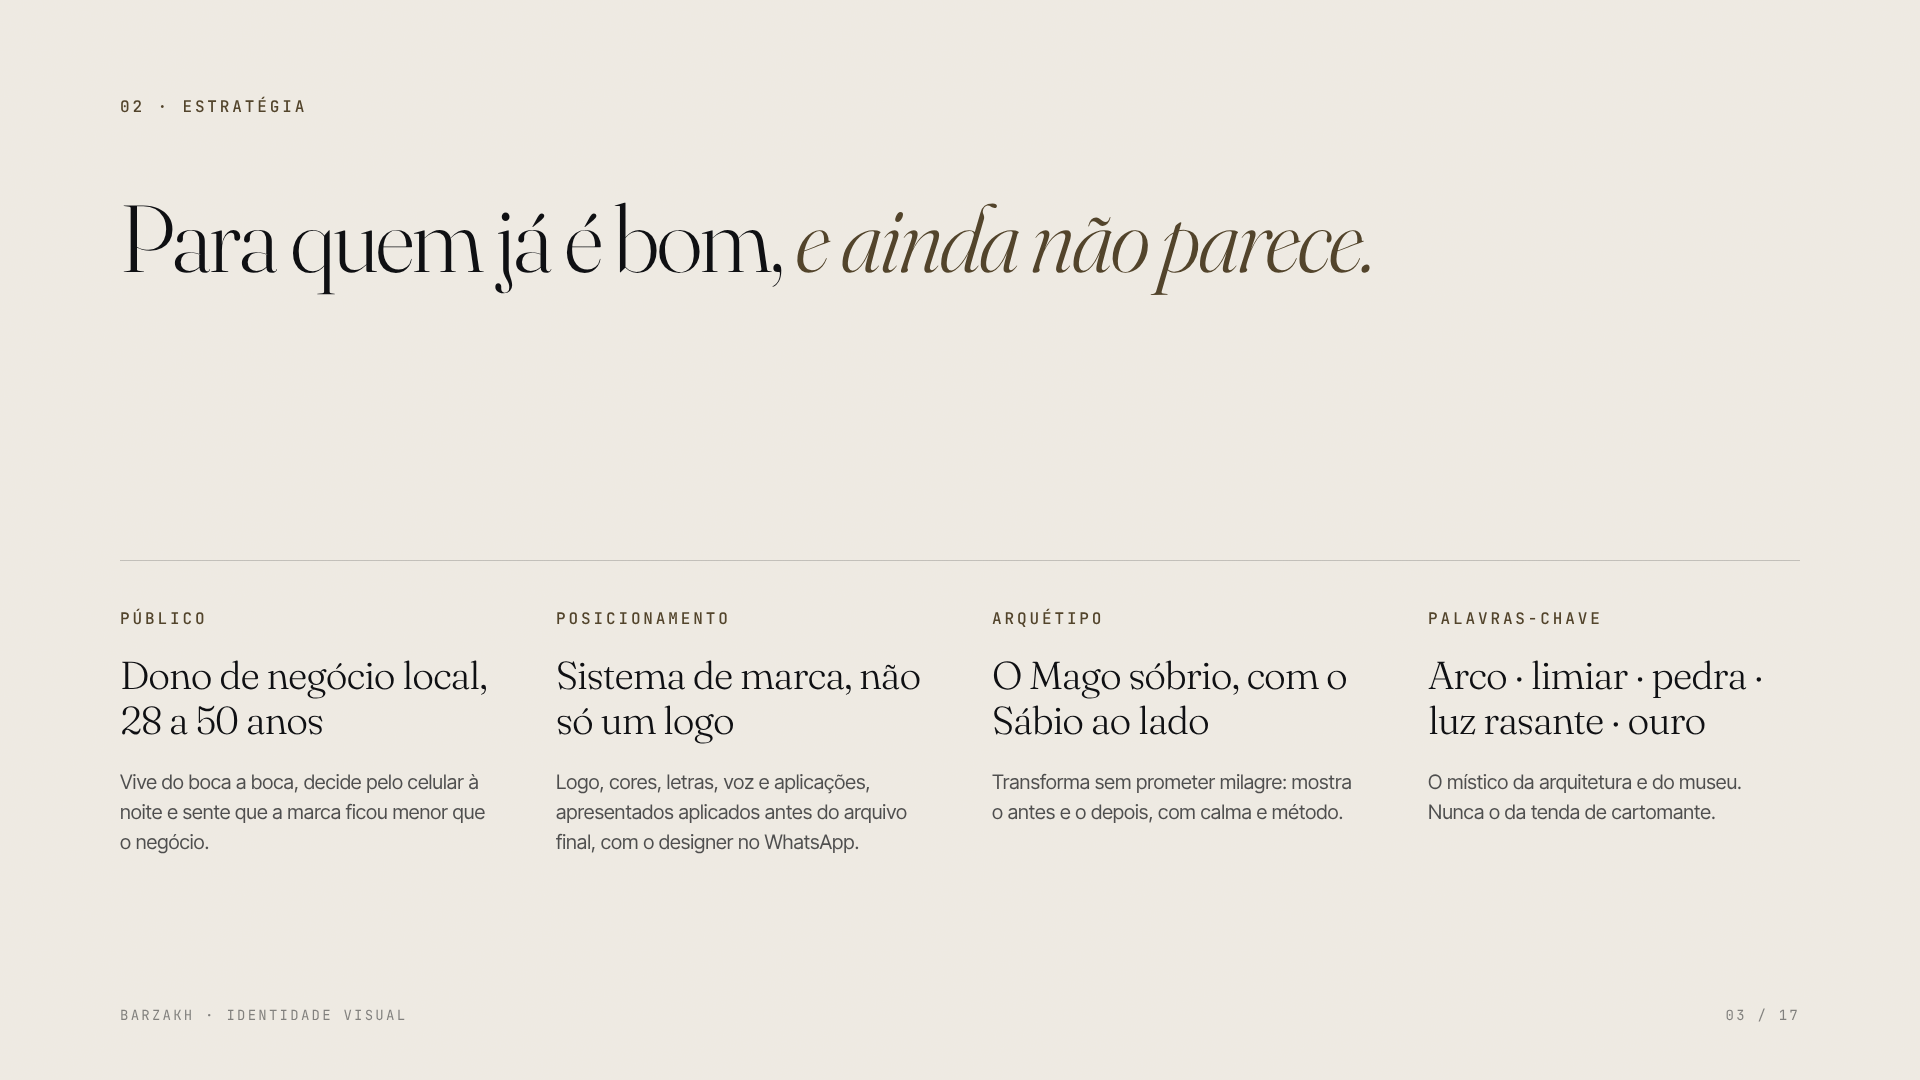 02 · ESTRATÉGIA
Para quem já é bom, e ainda não parece.
PÚBLICO
Dono de negócio local,
28 a 50 anos
Vive do boca a boca, decide pelo celular à
noite e sente que a marca ficou menor que
o negócio.
POSICIONAMENTO
Sistema de marca, não
só um logo
Logo, cores, letras, voz e aplicações,
apresentados aplicados antes do arquivo
final, com o designer no WhatsApp.
ARQUÉTIPO
O Mago sóbrio, com o
Sábio ao lado
Transforma sem prometer milagre: mostra
o antes e o depois, com calma e método.
PALAVRAS-CHAVE
Arco · limiar · pedra ·
luz rasante · ouro
O místico da arquitetura e do museu.
Nunca o da tenda de cartomante.
BARZAKH · IDENTIDADE VISUAL
03 / 17